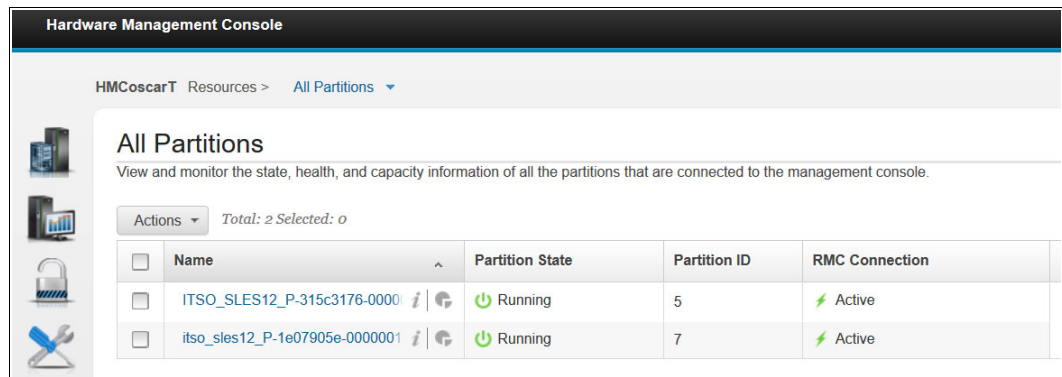 Hardware Management Console
HMCoscarT Resources > All Partitions
All Partitions
View and monitor the state, health, and capacity information of all the partitions that are connected to the management console.
Actions Total: 2 Selected: 0
Name Partition State Partition ID RMC Connection
ITSO_SLES12_P-315c3176-0000 Running 5 Active
itso_sles12_P-1e07905e-0000001 Running 7 Active